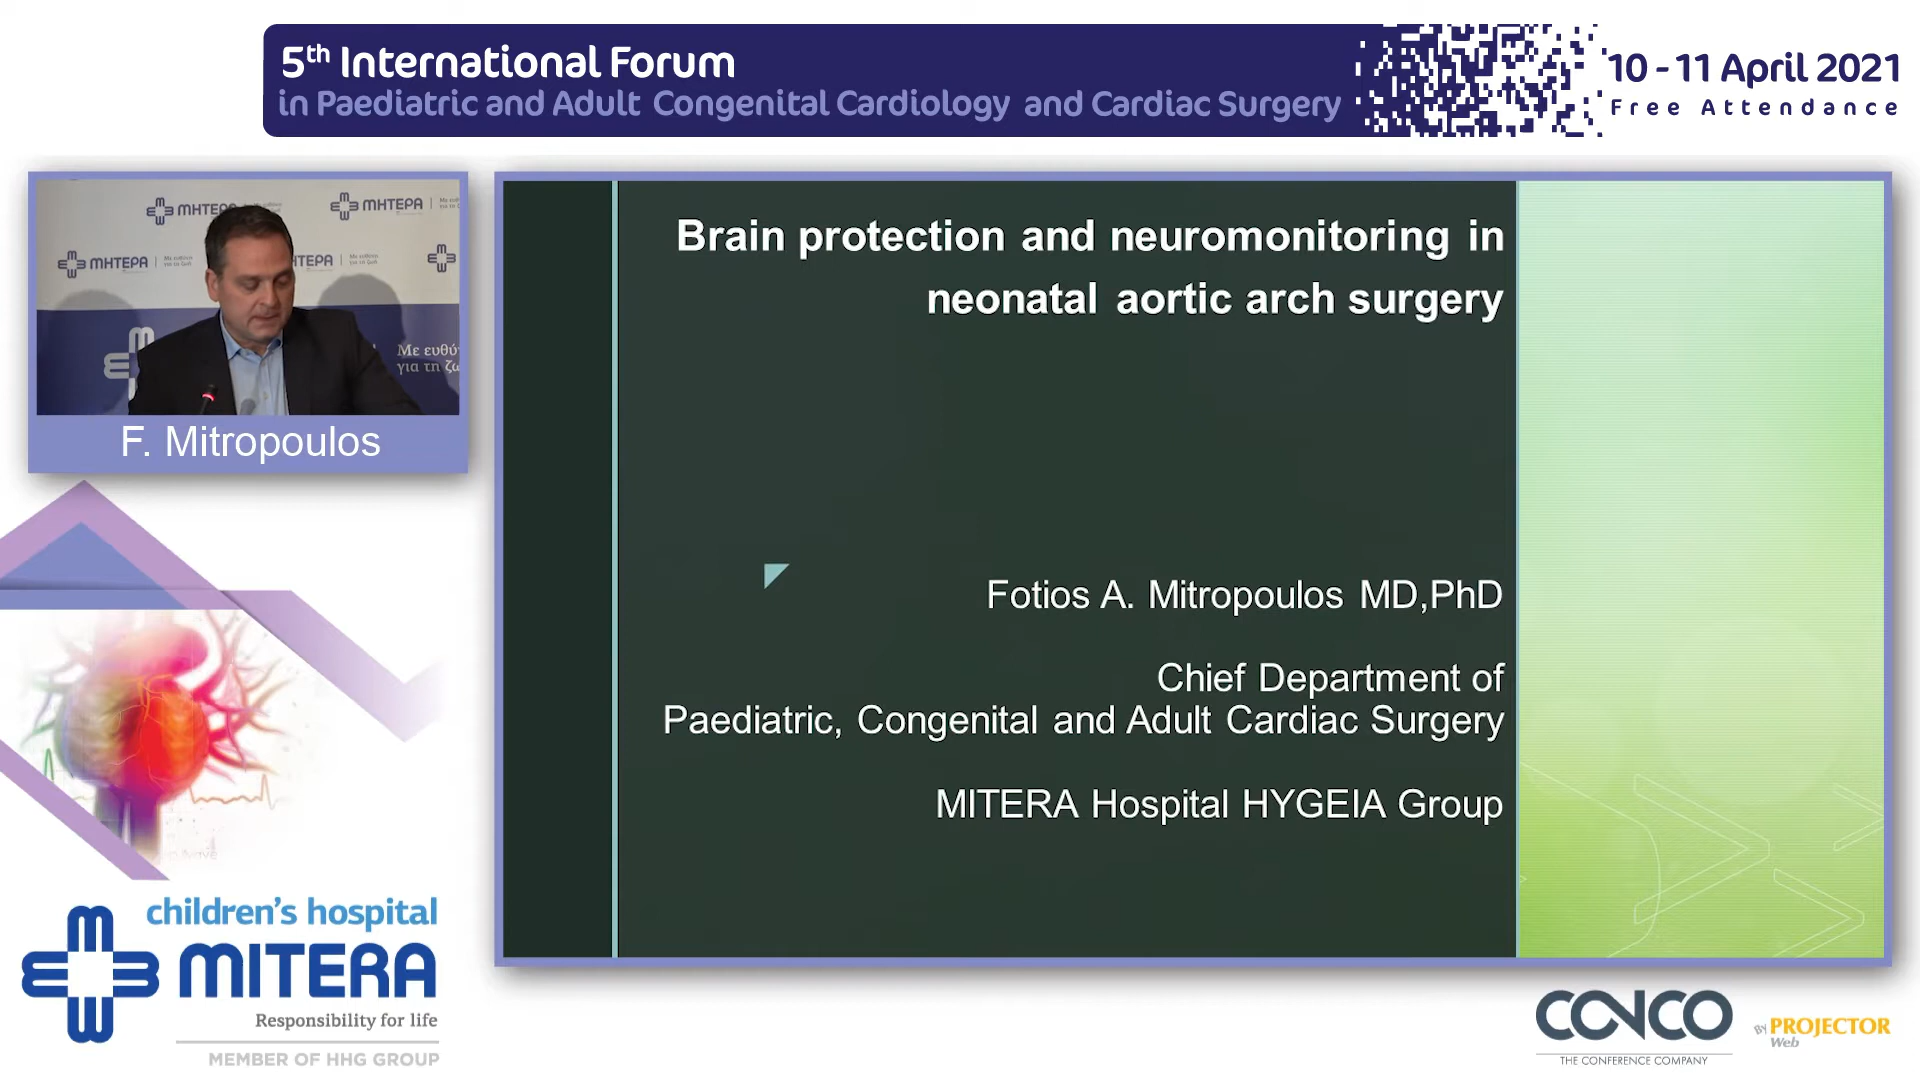 5th International Forum
in Paediatric and Adult Congenital Cardiology and Cardiac Surgery
10 - 11 April 2021
Free Attendance
ΜΗΤΕΡΑ
ΜΗΤΕΡΑ
ΜΗΤΕΡΑ
ΤΕΡΑ
Με ευθύ
για τη ζω
F. Mitropoulos
Brain protection and neuromonitoring in
neonatal aortic arch surgery
Fotios A. Mitropoulos MD,PhD
Chief Department of
Paediatric, Congenital and Adult Cardiac Surgery
MITERA Hospital HYGEIA Group
children's hospital
MITERA
Responsibility for life
MEMBER OF HHG GROUP
CONCO
THE CONFERENCE COMPANY
BY PROJECTOR
Web